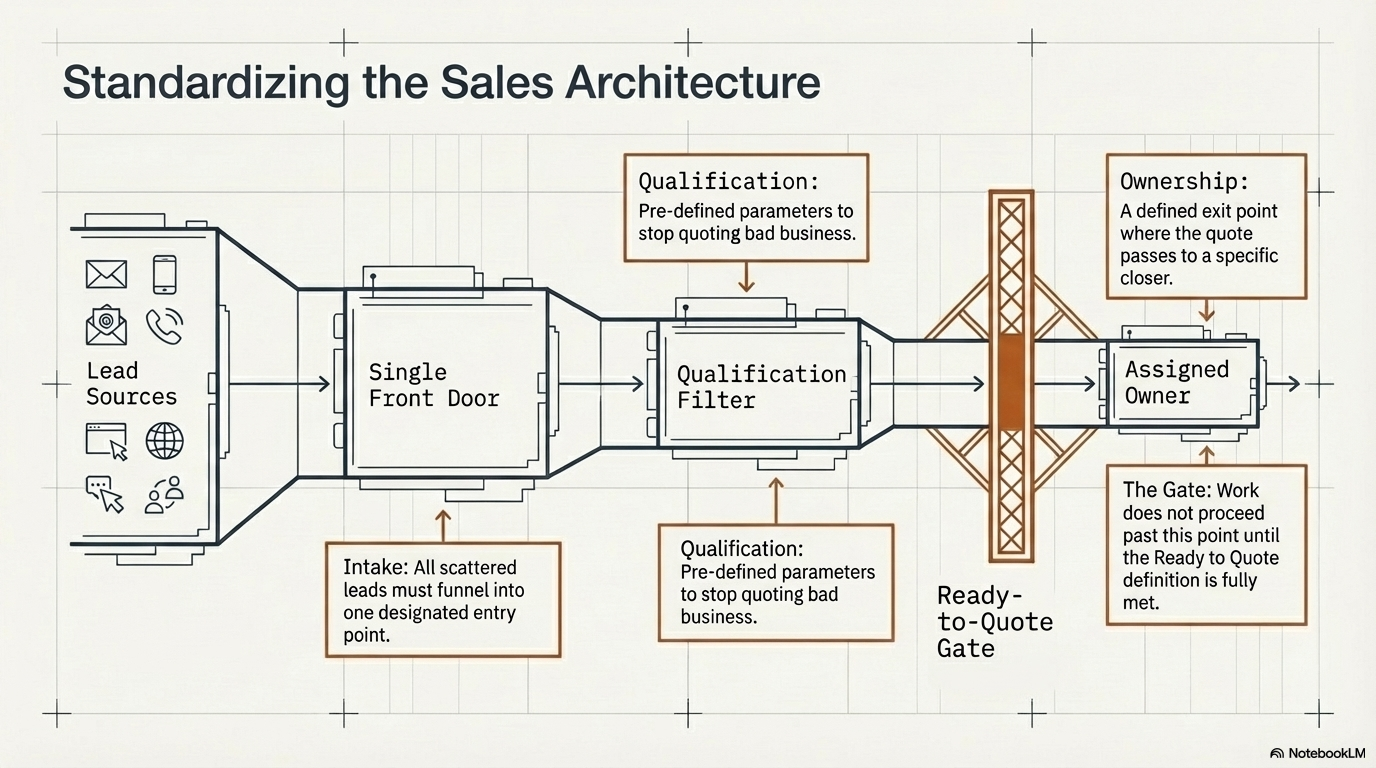 Standardizing the Sales Architecture
Lead
Sources
Single
Front Door
Intake: All scattered
leads must funnel into
one designated entry
point.
Qualification:
Pre-defined parameters to
stop quoting bad business.
Qualification
Filter
Qualification:
Pre-defined parameters
to stop quoting bad
business.
Ready-
to-Quote
Gate
Ownership:
A defined exit point
where the quote
passes to a specific
closer.
Assigned
Owner
The Gate: Work
does not proceed
past this point until
the Ready to Quote
definition is fully
met.
NotebookLM